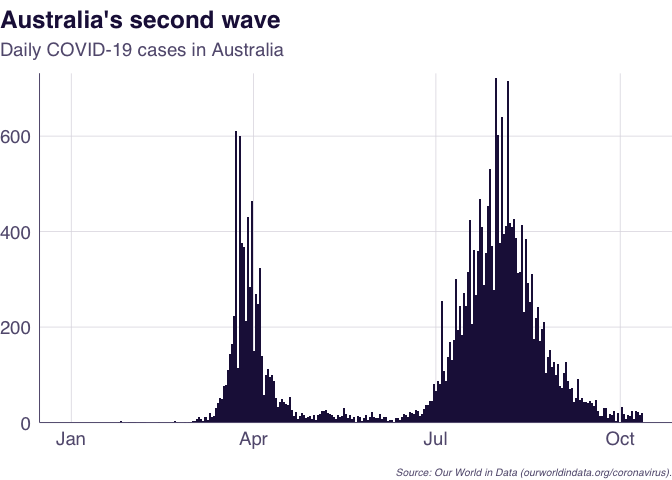 Australia's second wave
Daily COVID-19 cases in Australia
600
400
200
0
Jan Apr Jul Oct
Source: Our World in Data (ourworldindata.org/coronavirus).